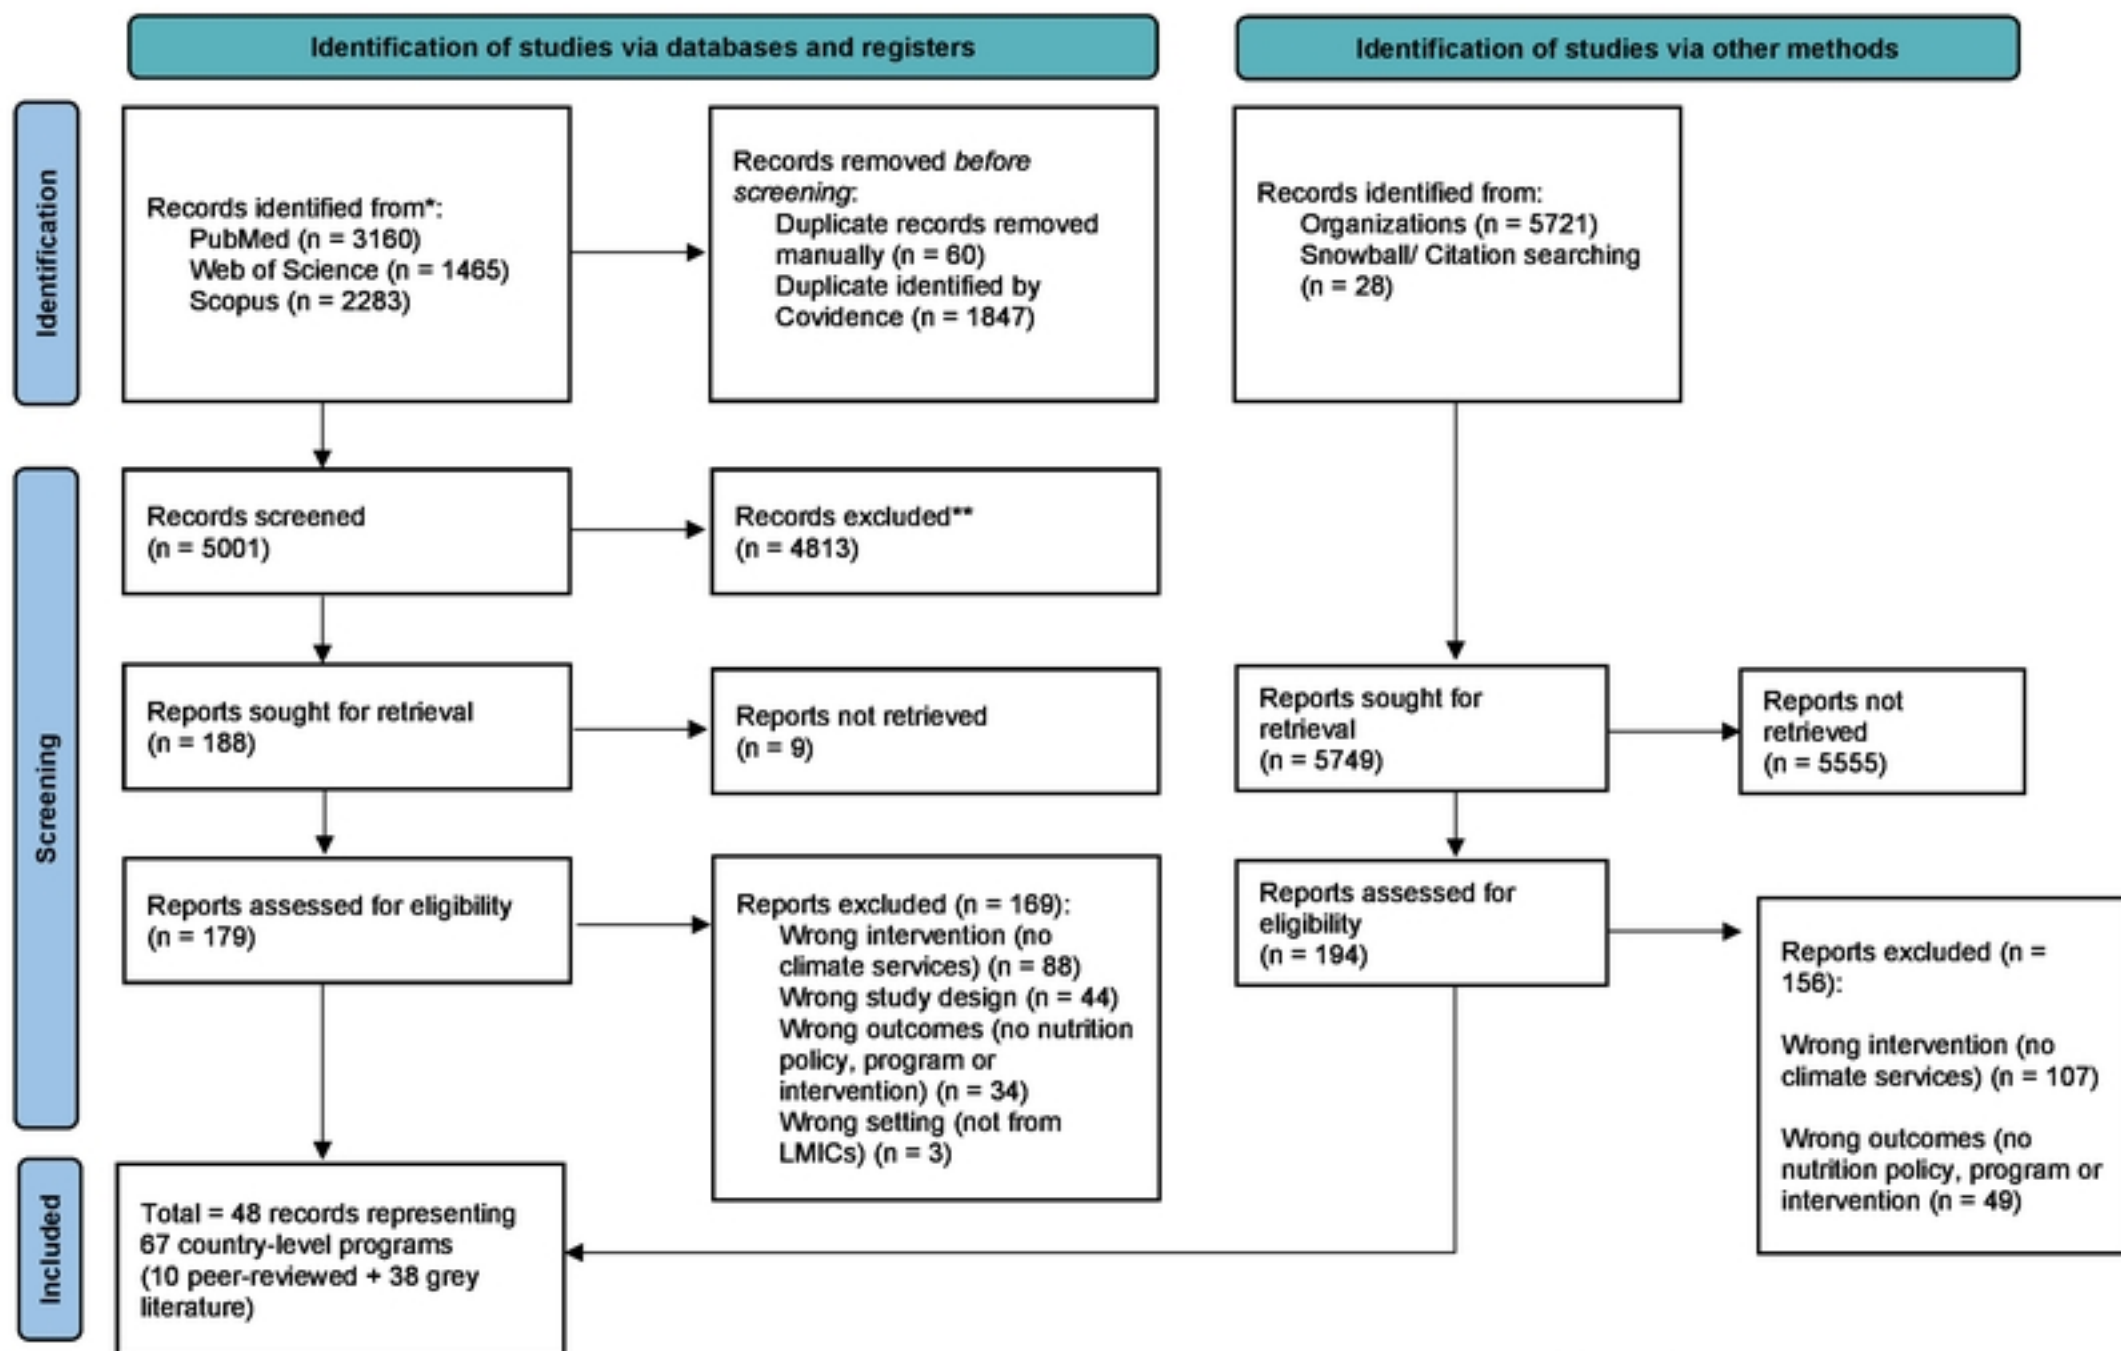 Identification of studies via databases and registers
Identification of studies via other methods
Identification
Records identified from*:
PubMed (n = 3160)
Web of Science (n = 1465)
Scopus (n = 2283)
Records removed before
screening:
Duplicate records removed
manually (n = 60)
Duplicate identified by
Covidence (n = 1847)
Records identified from:
Organizations (n = 5721)
Snowball/ Citation searching
(n = 28)
Screening
Records screened
(n = 5001)
Records excluded**
(n = 4813)
Reports sought for retrieval
(n = 188)
Reports not retrieved
(n = 9)
Reports sought for
retrieval
(n = 5749)
Reports not
retrieved
(n = 5555)
Reports assessed for eligibility
(n = 179)
Reports excluded (n = 169):
Wrong intervention (no
climate services) (n = 88)
Wrong study design (n = 44)
Wrong outcomes (no nutrition
policy, program or
intervention) (n = 34)
Wrong setting (not from
LMICs) (n = 3)
Reports assessed for
eligibility
(n = 194)
Reports excluded (n =
156):
Wrong intervention (no
climate services) (n = 107)
Wrong outcomes (no
nutrition policy, program or
intervention (n = 49)
Included
Total = 48 records representing
67 country-level programs
(10 peer-reviewed + 38 grey
literature)